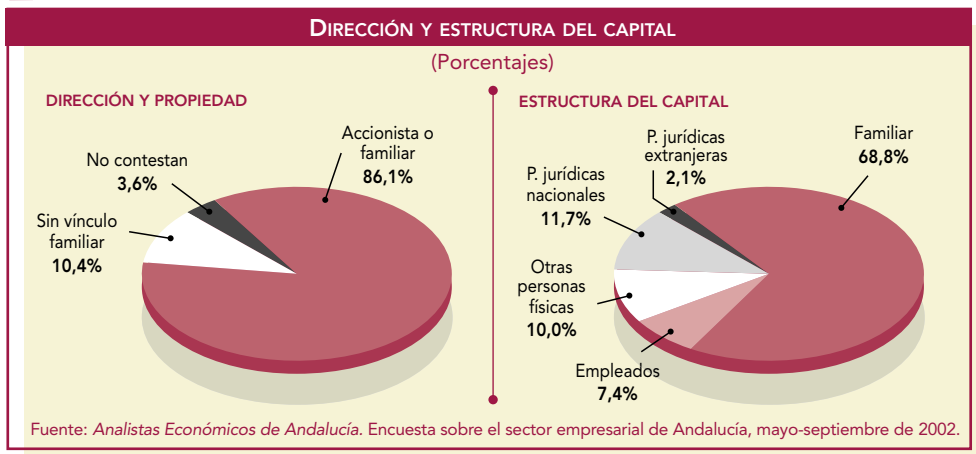 DIRECCIÓN Y ESTRUCTURA DEL CAPITAL
(Porcentajes)
DIRECCIÓN Y PROPIEDAD
Accionista o
familiar
86,1%
No contestan
3,6%
Sin vínculo
familiar
10,4%
ESTRUCTURA DEL CAPITAL
P. jurídicas
extranjeras
2,1%
Familiar
68,8%
P. jurídicas
nacionales
11,7%
Otras
personas
físicas
10,0%
Empleados
7,4%
Fuente: Analistas Económicos de Andalucía. Encuesta sobre el sector empresarial de Andalucía, mayo-septiembre de 2002.